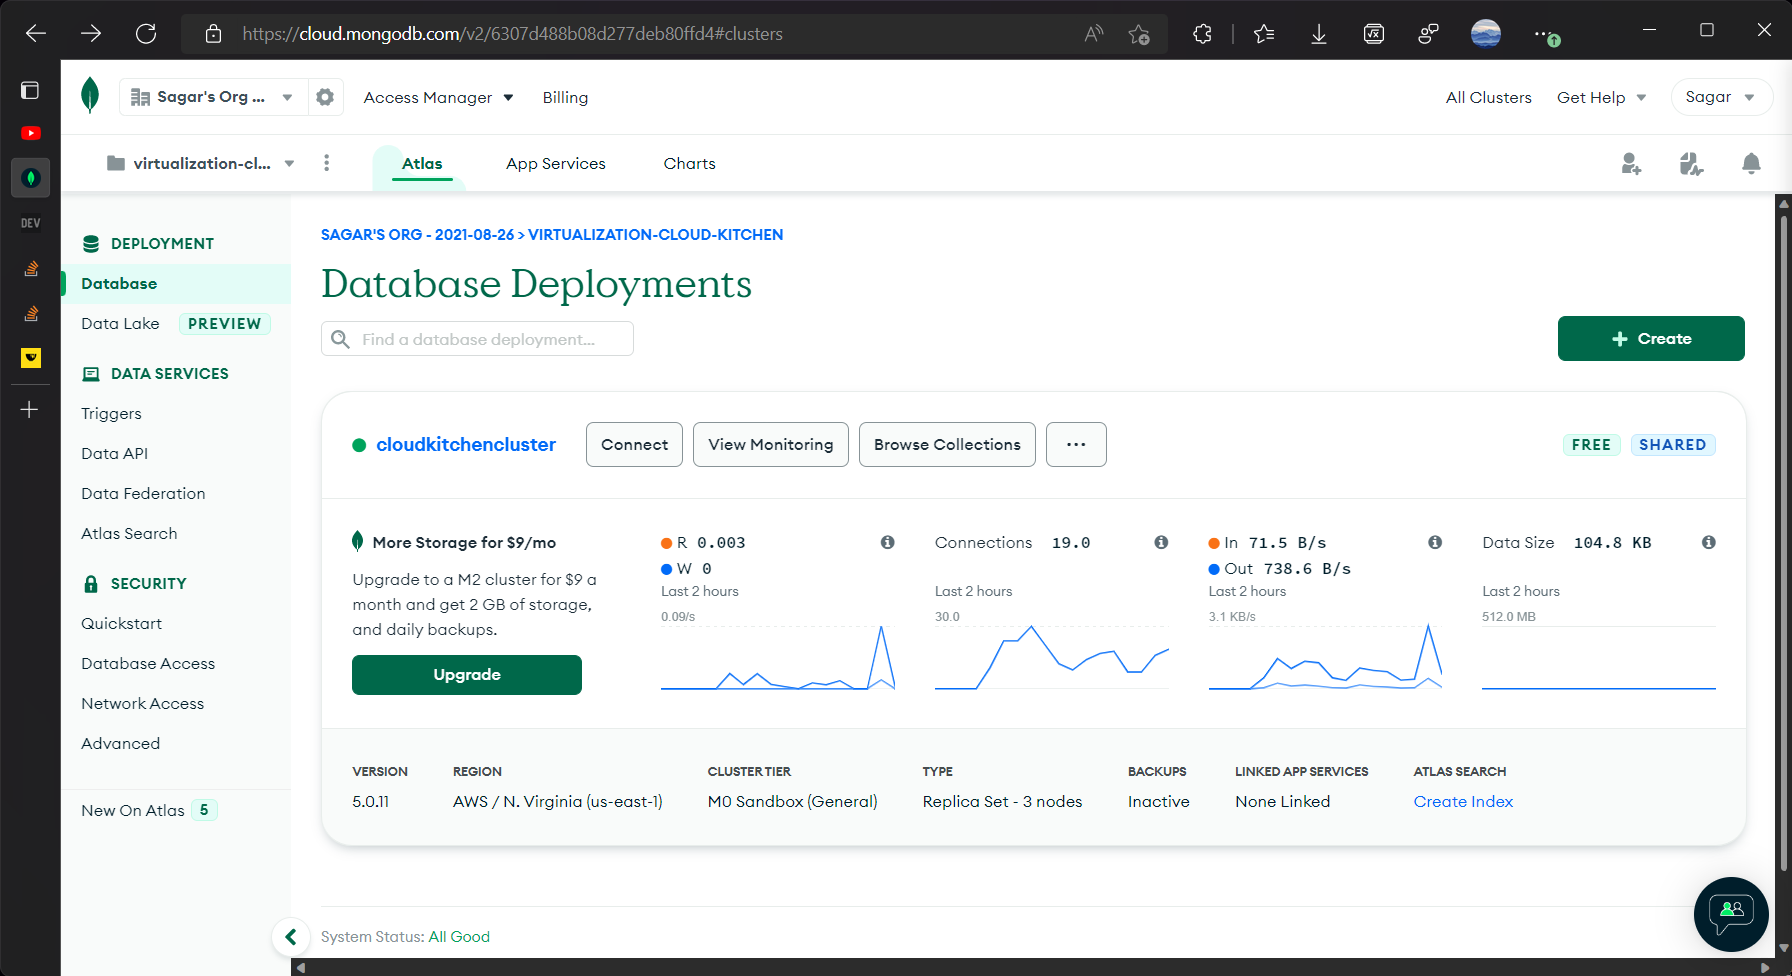 https://cloud.mongodb.com/v2/6307d488b08d277deb80ffd4#clusters
Sagar's Org ...
Access Manager
Billing
All Clusters
Get Help
Sagar
virtualization-cl...
Atlas
App Services
Charts
DEV
DEPLOYMENT
Database
Data Lake PREVIEW
DATA SERVICES
Triggers
Data API
Data Federation
Atlas Search
SECURITY
Quickstart
Database Access
Network Access
Advanced
New On Atlas 5
SAGAR'S ORG - 2021-08-26 > VIRTUALIZATION-CLOUD-KITCHEN
Database Deployments
Find a database deployment...
+ Create
cloudkitchencluster
Connect
View Monitoring
Browse Collections
...
FREE
SHARED
More Storage for $9/mo
Upgrade to a M2 cluster for $9 a
month and get 2 GB of storage,
and daily backups.
Upgrade
R 0.003
W 0
Last 2 hours
0.09/s
Connections 19.0
Last 2 hours
30.0
In 71.5 B/s
Out 738.6 B/s
Last 2 hours
3.1 KB/s
Data Size 104.8 KB
Last 2 hours
512.0 MB
VERSION
5.0.11
REGION
AWS / N. Virginia (us-east-1)
CLUSTER TIER
M0 Sandbox (General)
TYPE
Replica Set - 3 nodes
BACKUPS
Inactive
LINKED APP SERVICES
None Linked
ATLAS SEARCH
Create Index
System Status: All Good